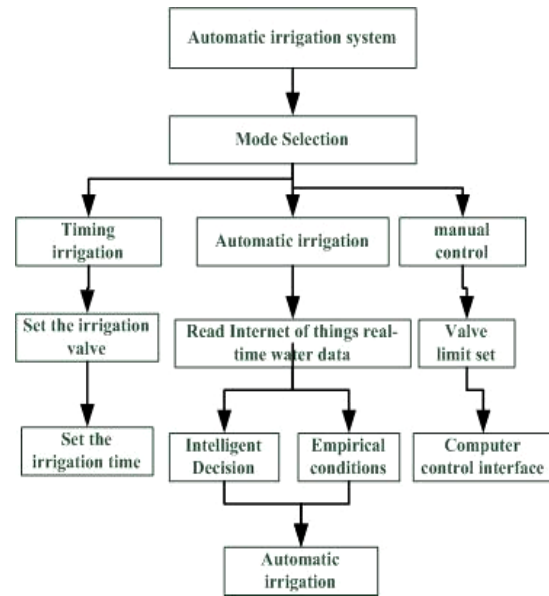 Automatic irrigation system
Mode Selection
Timing
irrigation
Automatic irrigation
manual
control
Set the irrigation
valve
Read Internet of things real-
time water data
Valve
limit set
Set the
irrigation time
Intelligent
Decision
Empirical
conditions
Computer
control interface
Automatic
irrigation